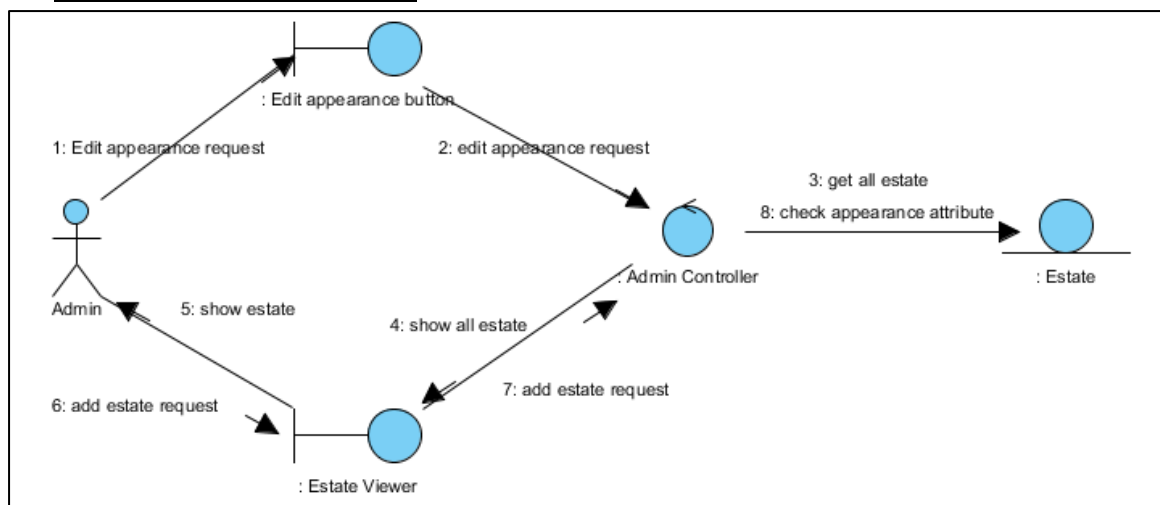 : Edit appearance button
1: Edit appearance request
2: edit appearance request
3: get all estate
8: check appearance attribute
: Admin Controller
: Estate
Admin
5: show estate
4: show all estate
7: add estate request
6: add estate request
: Estate Viewer